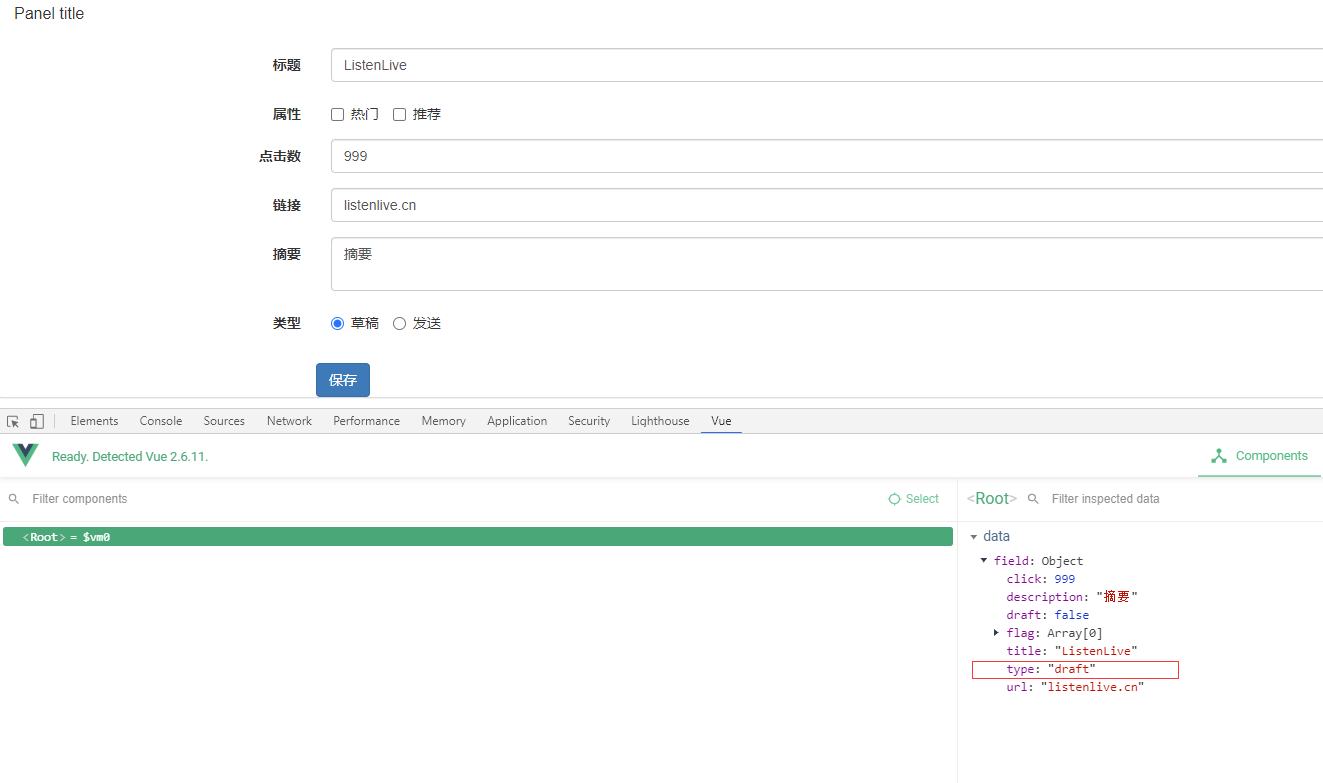 Panel title
标题 ListenLive
属性 热门 推荐
点击数 999
链接 listenlive.cn
摘要 摘要
类型 草稿 发送
保存
Elements Console Sources Network Performance Memory Application Security Lighthouse Vue
Ready. Detected Vue 2.6.11. Components
Filter components Select <Root> Filter inspected data
<Root> = $vm0
data
field: Object
click: 999
description: "摘要"
draft: false
flag: Array[0]
title: "ListenLive"
type: "draft"
url: "listenlive.cn"